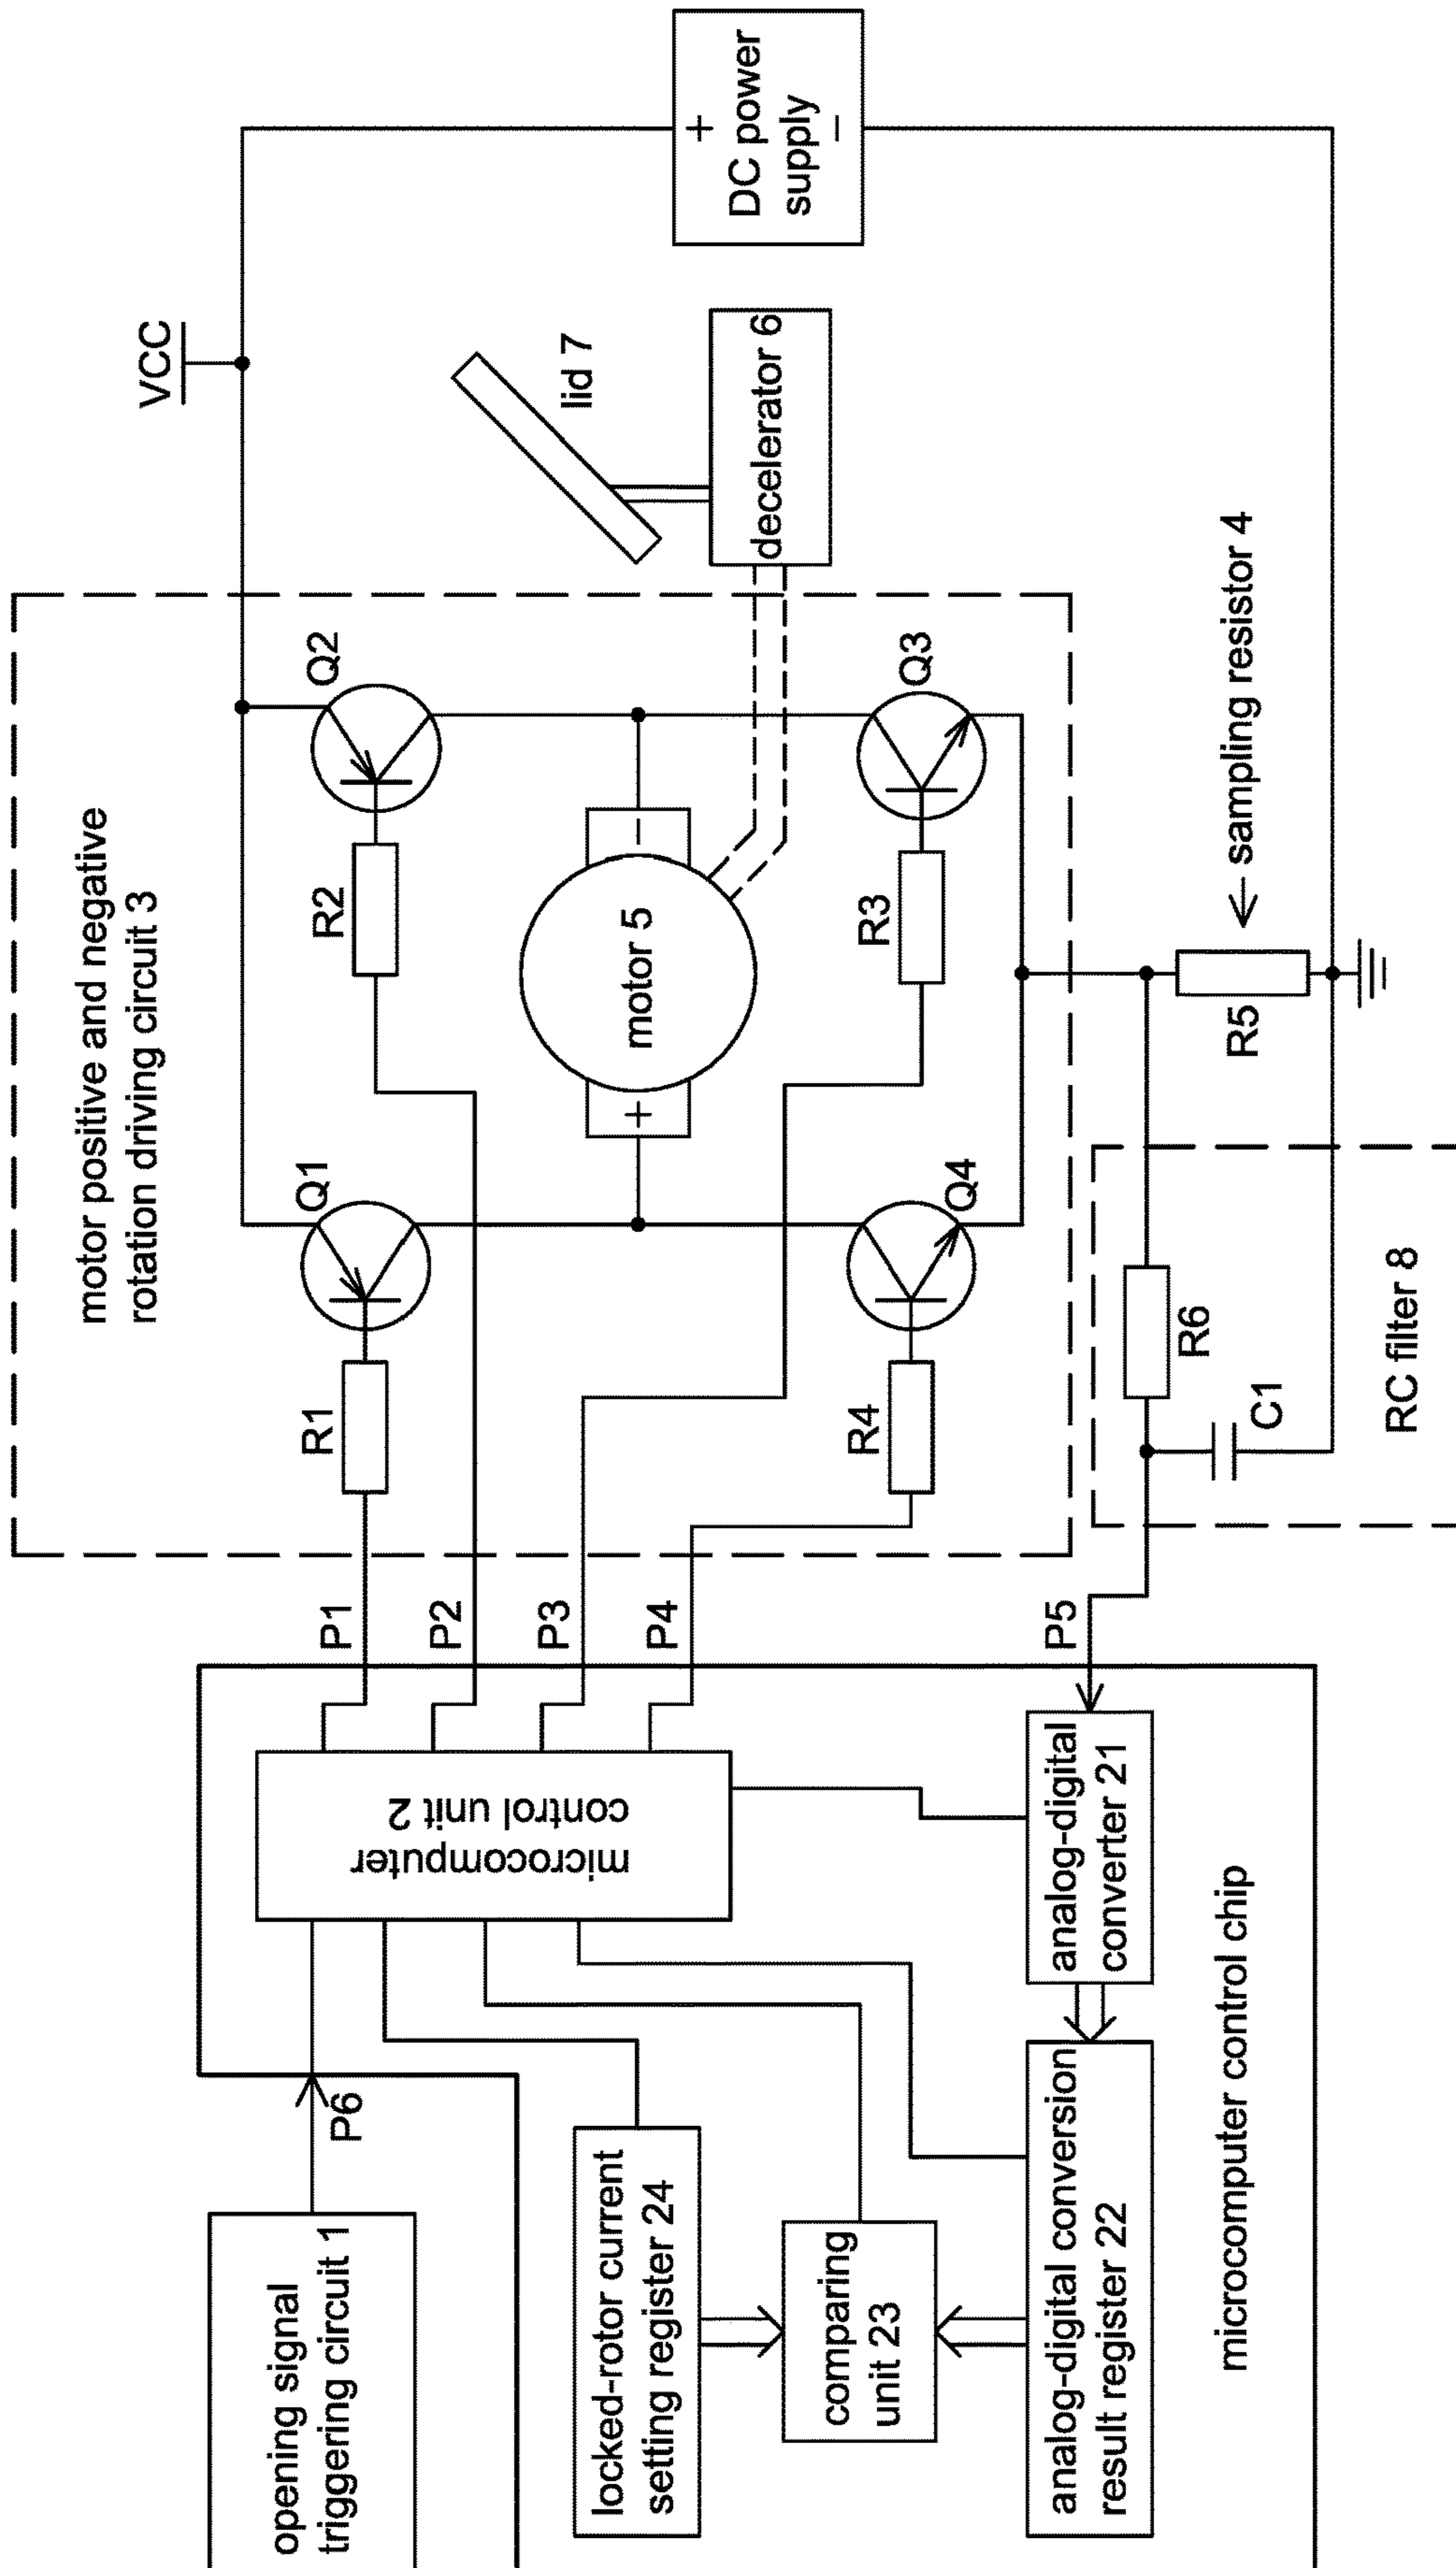 opening signal
triggering circuit 1
P6
locked-rotor current
setting register 24
comparing
unit 23
analog-digital conversion
result register 22
microcomputer
control unit 2
analog-digital
converter 21
microcomputer control chip
P1
P2
P3
P4
P5
motor positive and negative
rotation driving circuit 3
R1
Q1
R2
Q2
+
motor 5
−
R4
Q4
R3
Q3
C1
R6
RC filter 8
R5
sampling resistor 4
VCC
lid 7
decelerator 6
+
DC power
supply
−